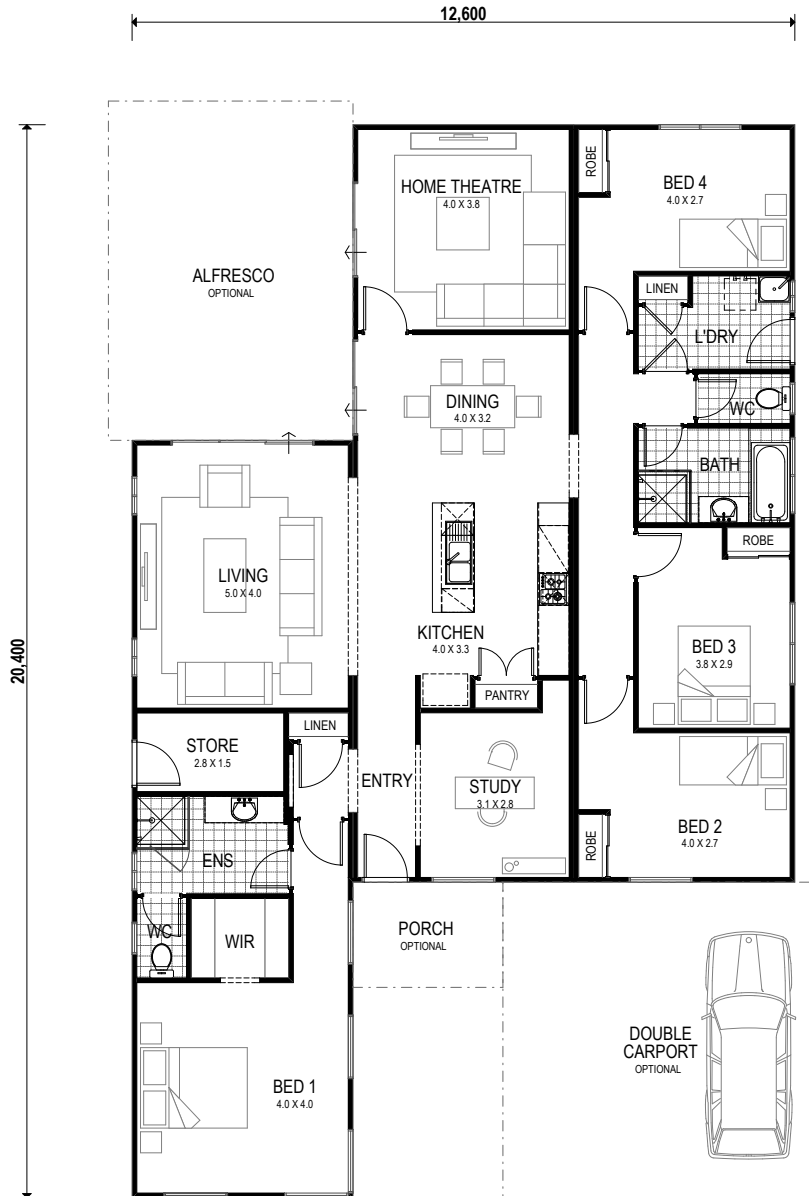 12,600
20,400
ROBE
BED 4
4.0 X 2.7
HOME THEATRE
4.0 X 3.8
ALFRESCO
OPTIONAL
LINEN
L'DRY
DINING
4.0 X 3.2
WC
BATH
ROBE
LIVING
5.0 X 4.0
KITCHEN
4.0 X 3.3
BED 3
3.8 X 2.9
PANTRY
LINEN
STORE
2.8 X 1.5
ENTRY
STUDY
3.1 X 2.8
BED 2
4.0 X 2.7
ROBE
ENS
WC
WIR
PORCH
OPTIONAL
DOUBLE
CARPORT
OPTIONAL
BED 1
4.0 X 4.0